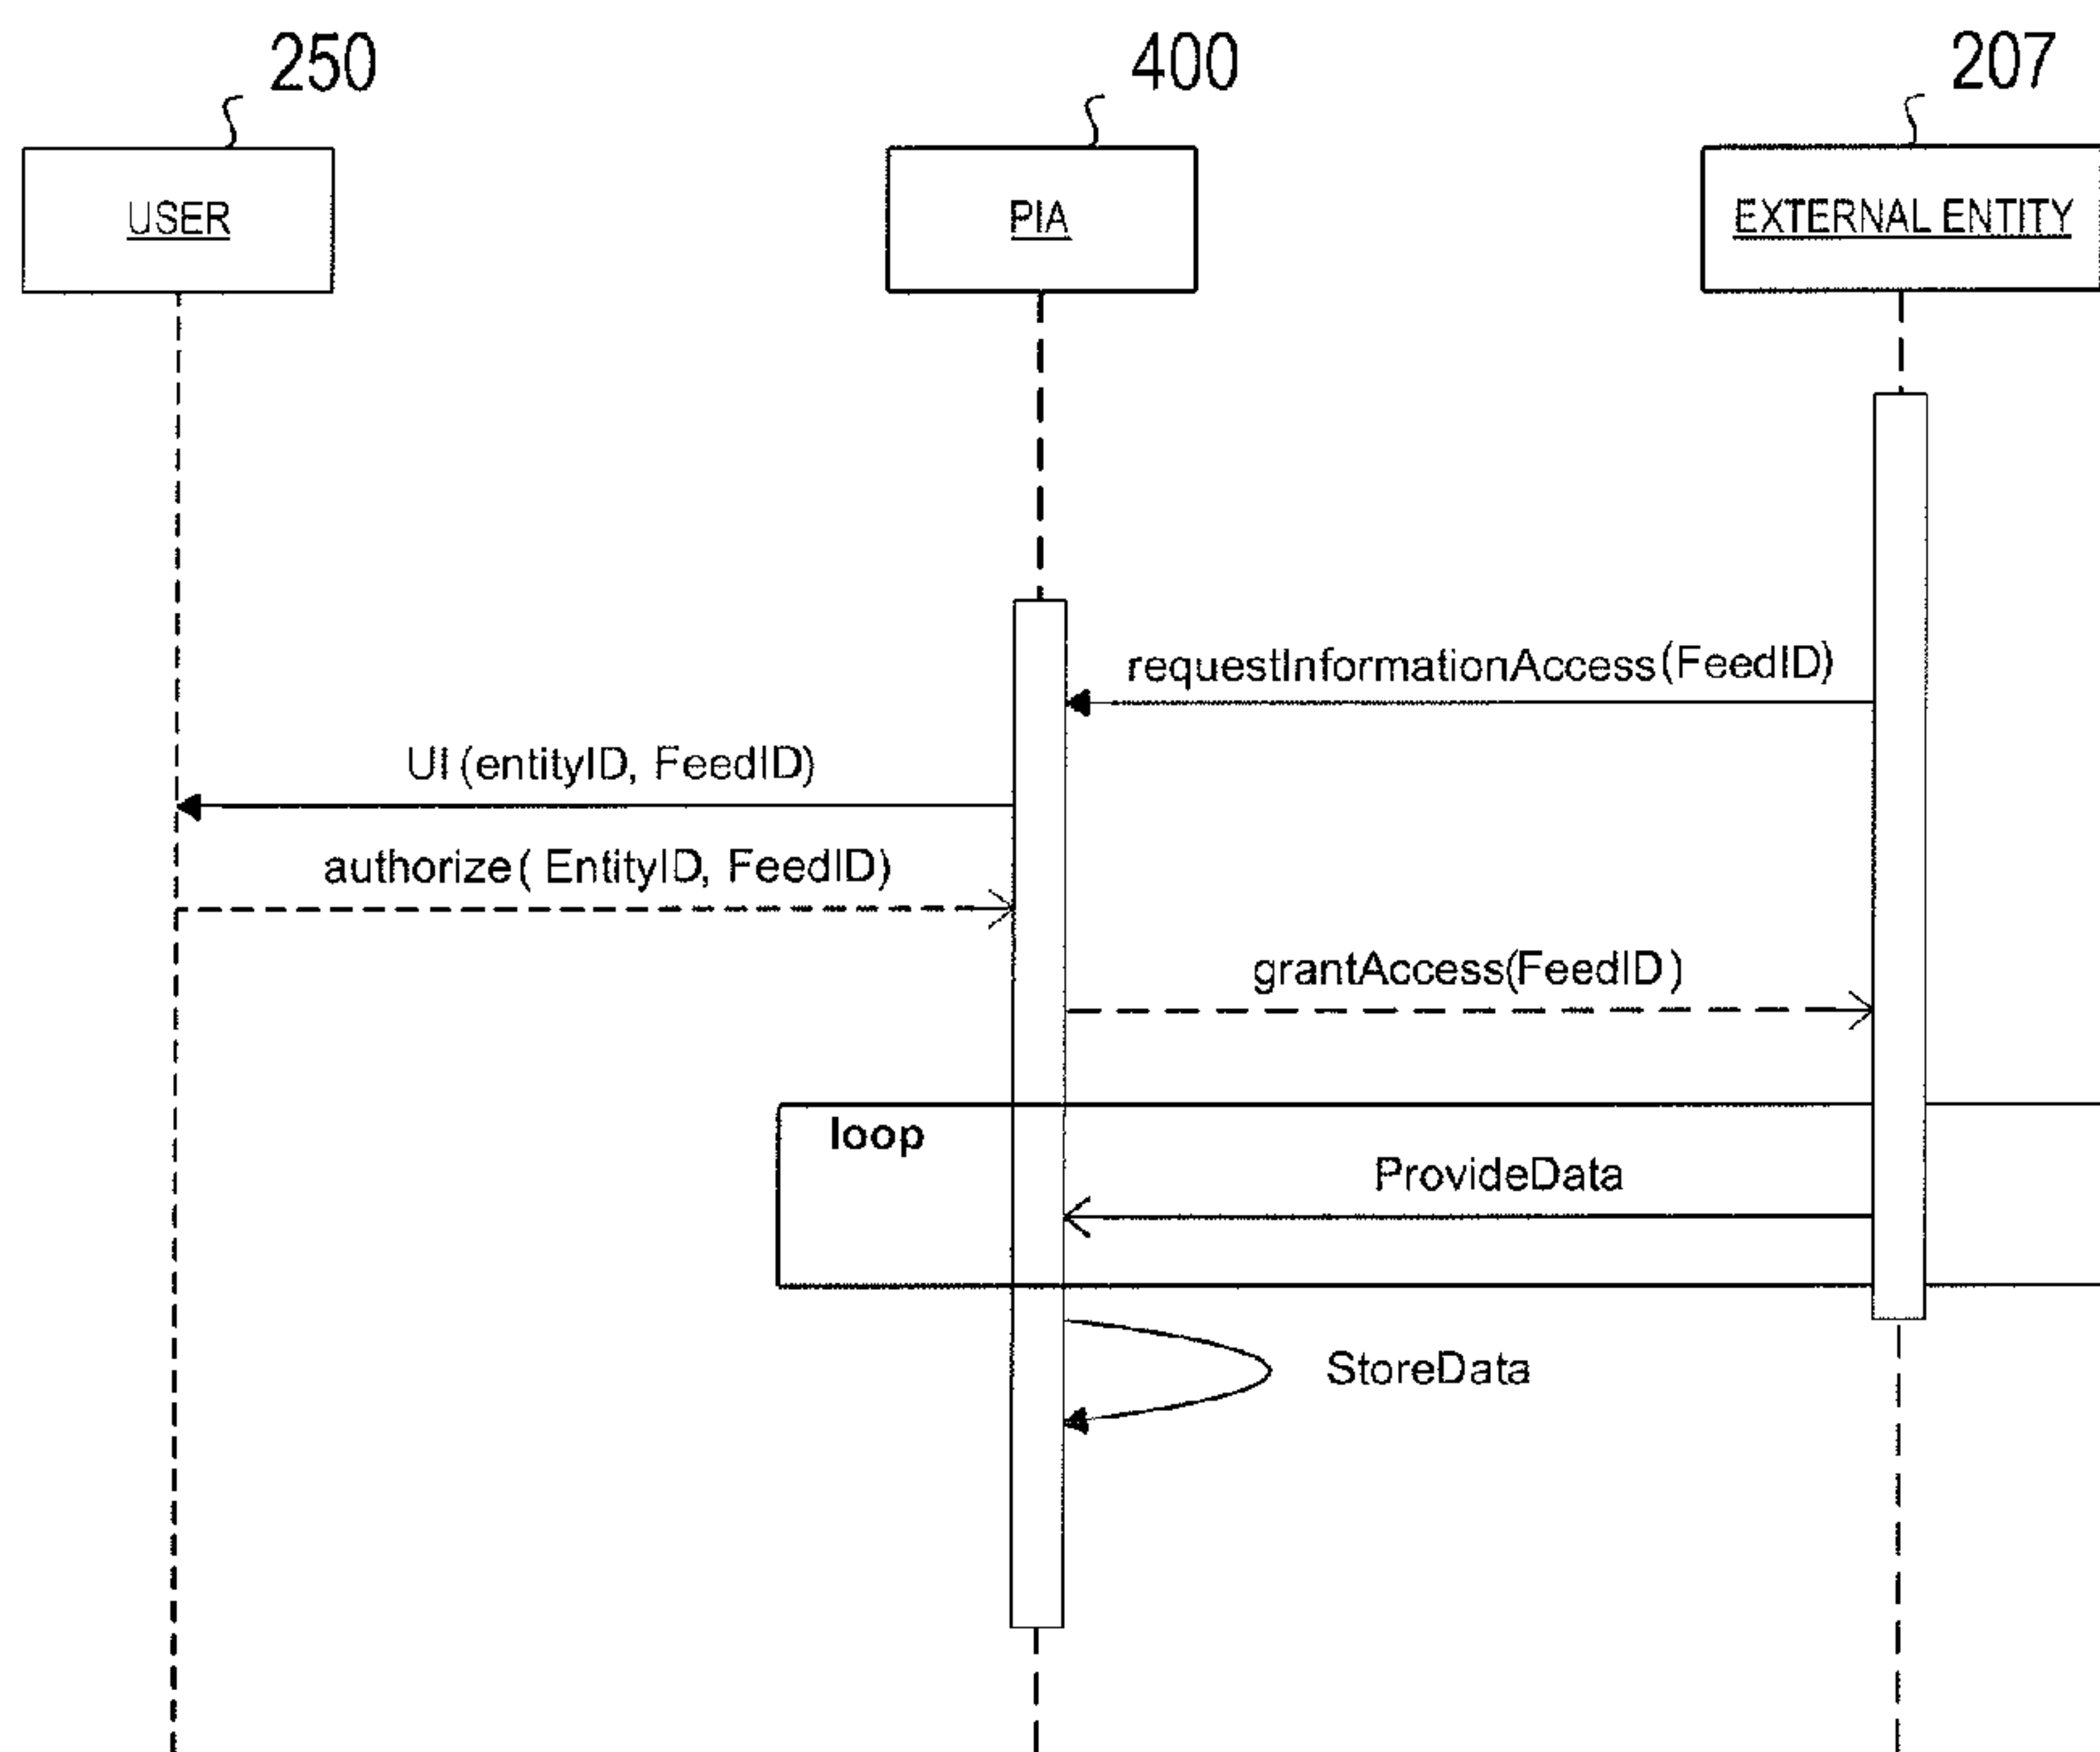 250
400
207
USER
PIA
EXTERNAL ENTITY
requestInformationAccess(FeedID)
UI(entityID, FeedID)
authorize( EntityID, FeedID)
grantAccess(FeedID)
loop
ProvideData
StoreData